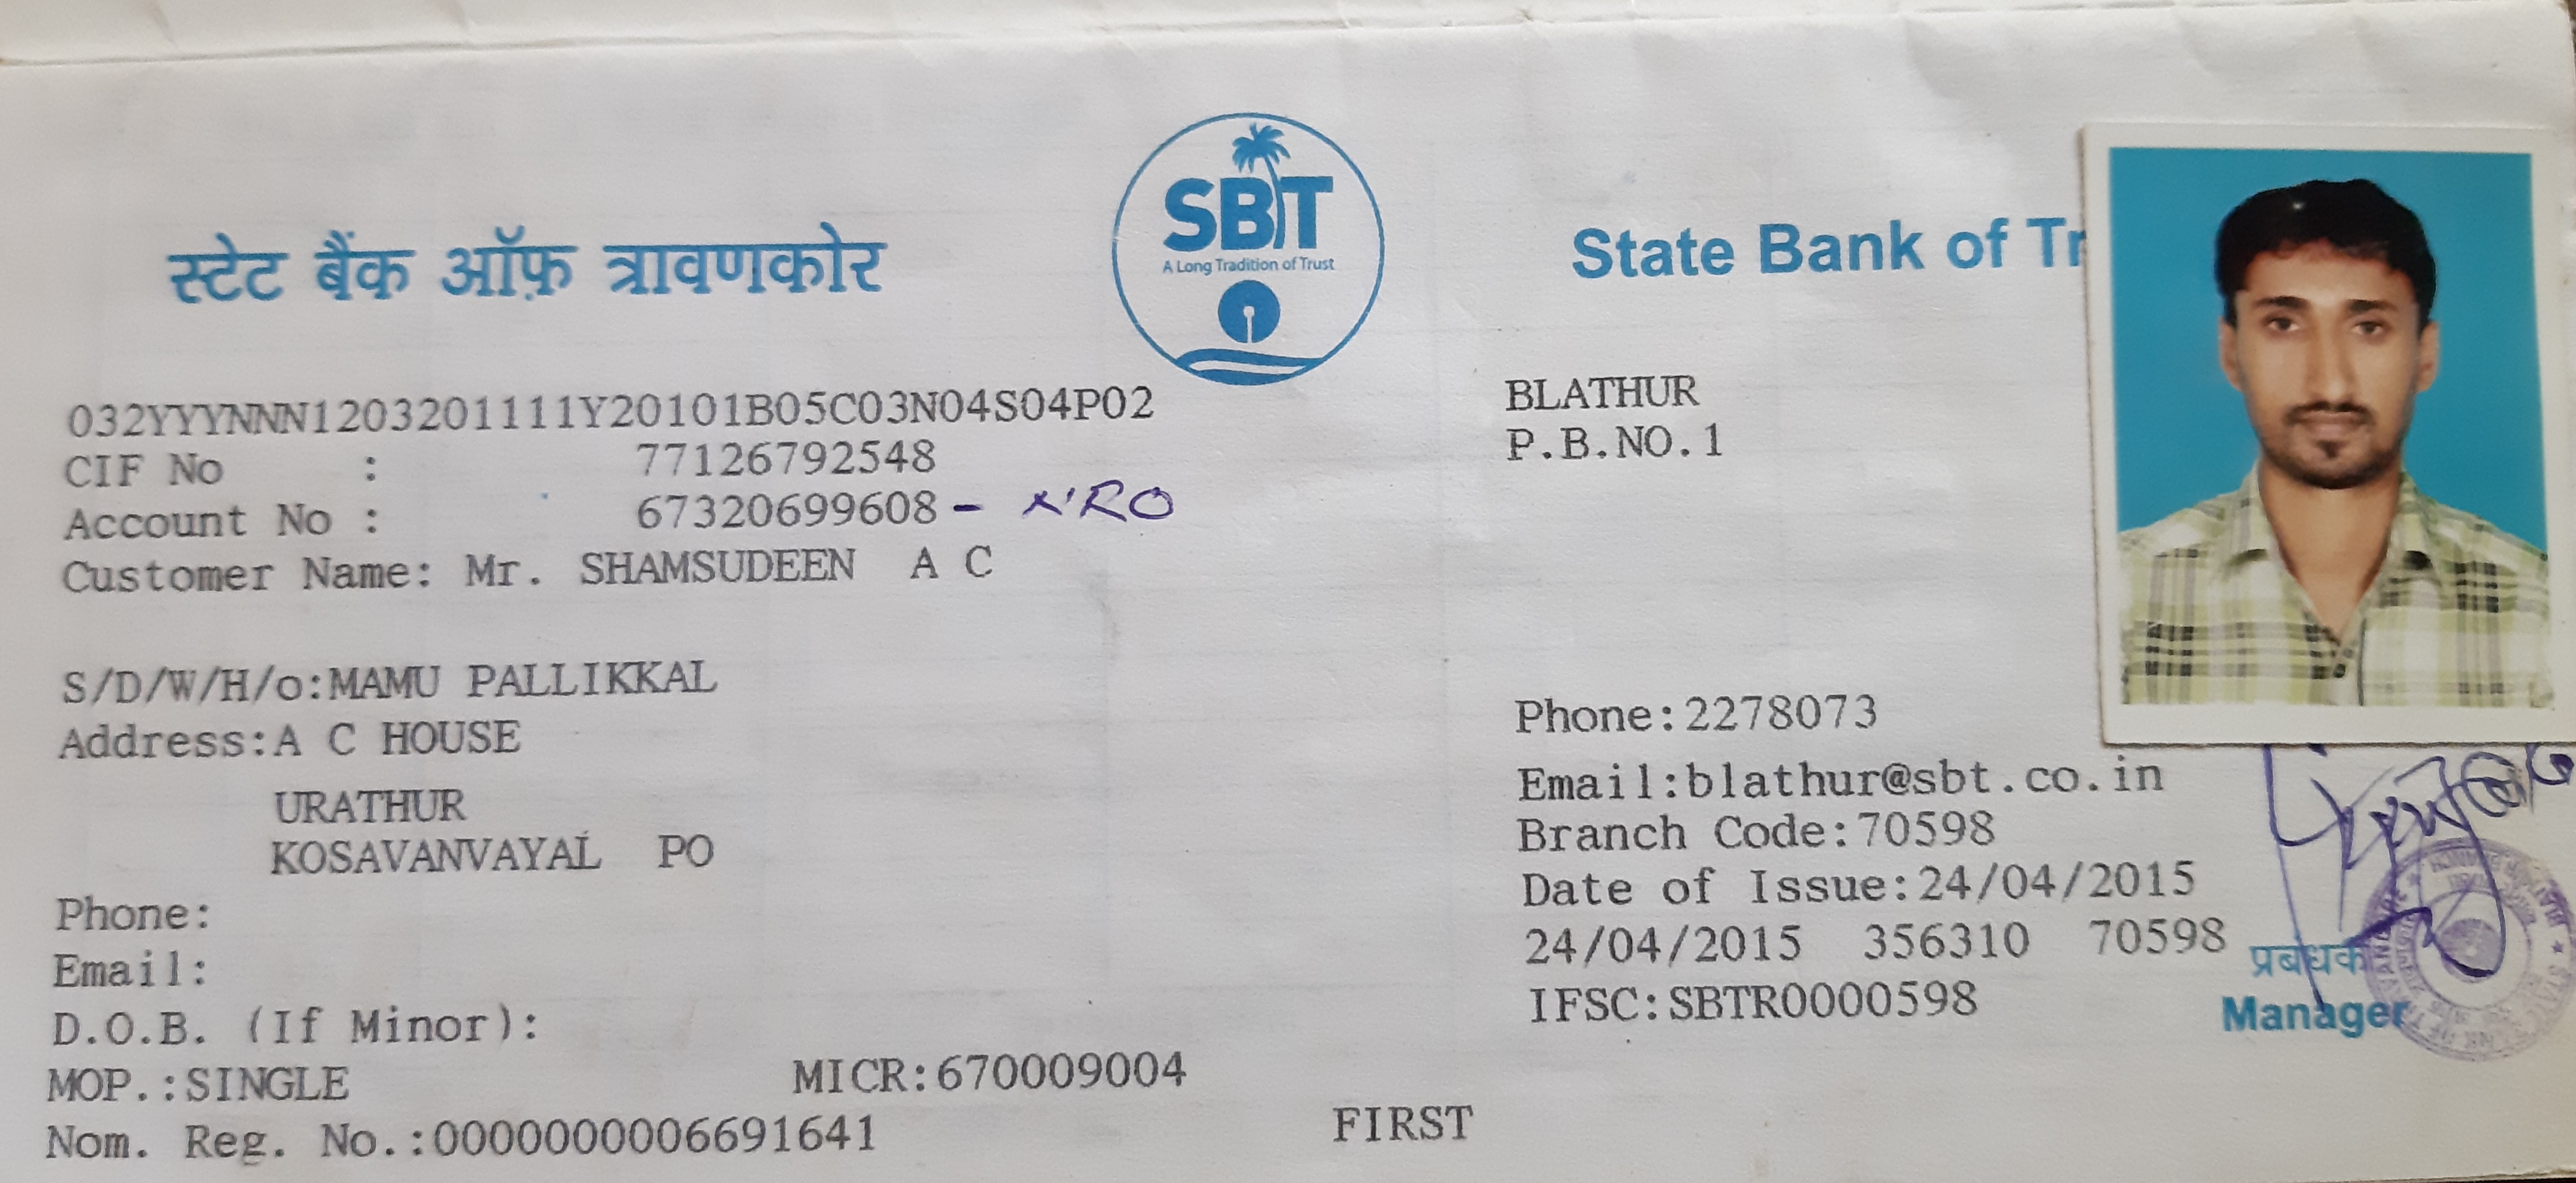 स्टेट बैंक ऑफ़ त्रावणकोर
SBT
A Long Tradition of Trust
State Bank of Tr
032YYYNNN1203201111Y20101B05C03N04S04P02
CIF No : 77126792548
Account No : 67320699608 - NRO
Customer Name: Mr. SHAMSUDEEN A C
S/D/W/H/o:MAMU PALLIKKAL
Address:A C HOUSE
URATHUR
KOSAVANVAYAL PO
Phone:
Email:
D.O.B. (If Minor):
MOP.:SINGLE MICR:670009004
Nom. Reg. No.:0000000006691641
FIRST
BLATHUR
P.B.NO.1
Phone:2278073
Email:blathur@sbt.co.in
Branch Code:70598
Date of Issue:24/04/2015
24/04/2015 356310 70598
IFSC:SBTR0000598
प्रबंधक
Manager